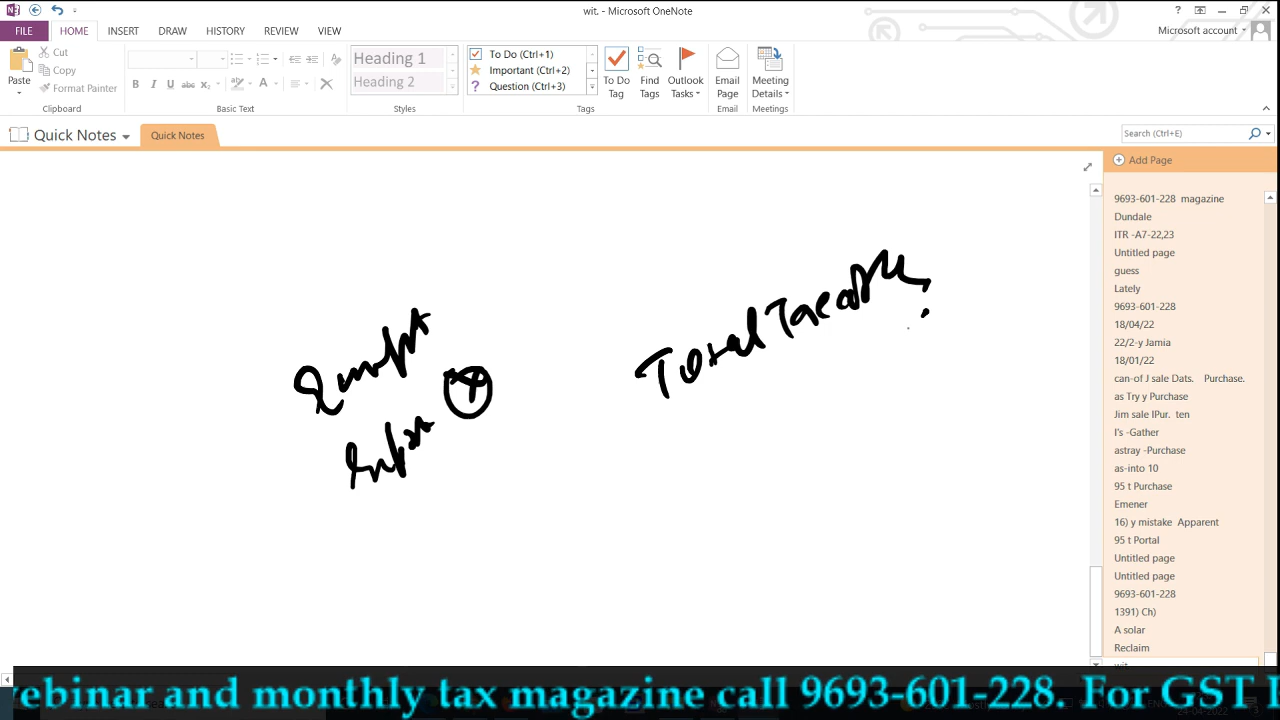 wit. - Microsoft OneNote
FILE HOME INSERT DRAW HISTORY REVIEW VIEW
Microsoft account
Paste
Cut
Copy
Format Painter
Clipboard
Basic Text
Heading 1
Heading 2
Styles
To Do (Ctrl+1)
Important (Ctrl+2)
Question (Ctrl+3)
To Do Tag
Find Tags
Outlook Tasks
Tags
Email Page
Email
Meeting Details
Meetings
Quick Notes
Quick Notes
Search (Ctrl+E)
Total
Add Page
9693-601-228 magazine
Dundale
ITR -A7-22,23
Untitled page
guess
Lately
9693-601-228
18/04/22
22/2-y Jamia
18/01/22
can-of J sale Dats. Purchase.
as Try y Purchase
Jim sale IPur. ten
I's -Gather
astray -Purchase
as-into 10
95 t Purchase
Emener
16) y mistake Apparent
95 t Portal
Untitled page
Untitled page
9693-601-228
1391) Ch)
A solar
Reclaim
wit.
ebinar and monthly tax magazine call 9693-601-228. For GST
24-04-2022